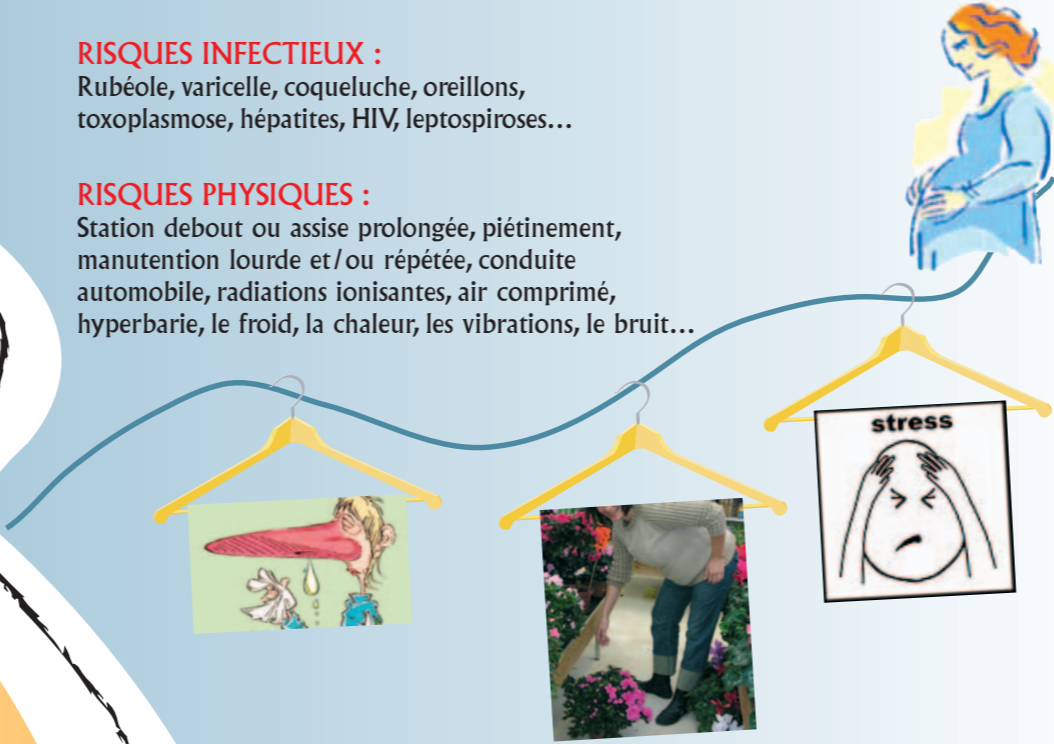 RISQUES INFECTIEUX :
Rubéole, varicelle, coqueluche, oreillons,
toxoplasmose, hépatites, HIV, leptospiroses...
RISQUES PHYSIQUES :
Station debout ou assise prolongée, piétinement,
manutention lourde et/ou répétée, conduite
automobile, radiations ionisantes, air comprimé,
hyperbarie, le froid, la chaleur, les vibrations, le bruit...
stress